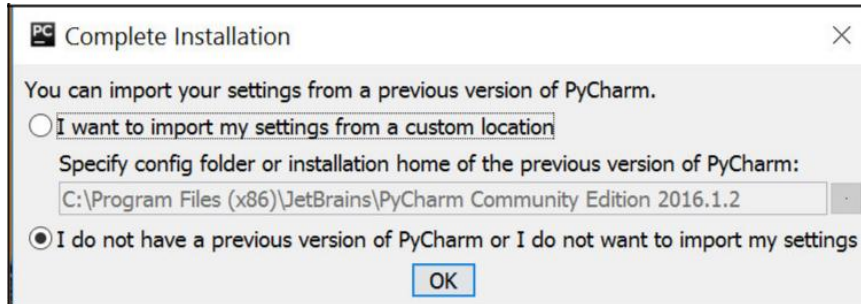 PC Complete Installation
You can import your settings from a previous version of PyCharm.
I want to import my settings from a custom location
Specify config folder or installation home of the previous version of PyCharm:
C:\Program Files (x86)\JetBrains\PyCharm Community Edition 2016.1.2
I do not have a previous version of PyCharm or I do not want to import my settings
OK